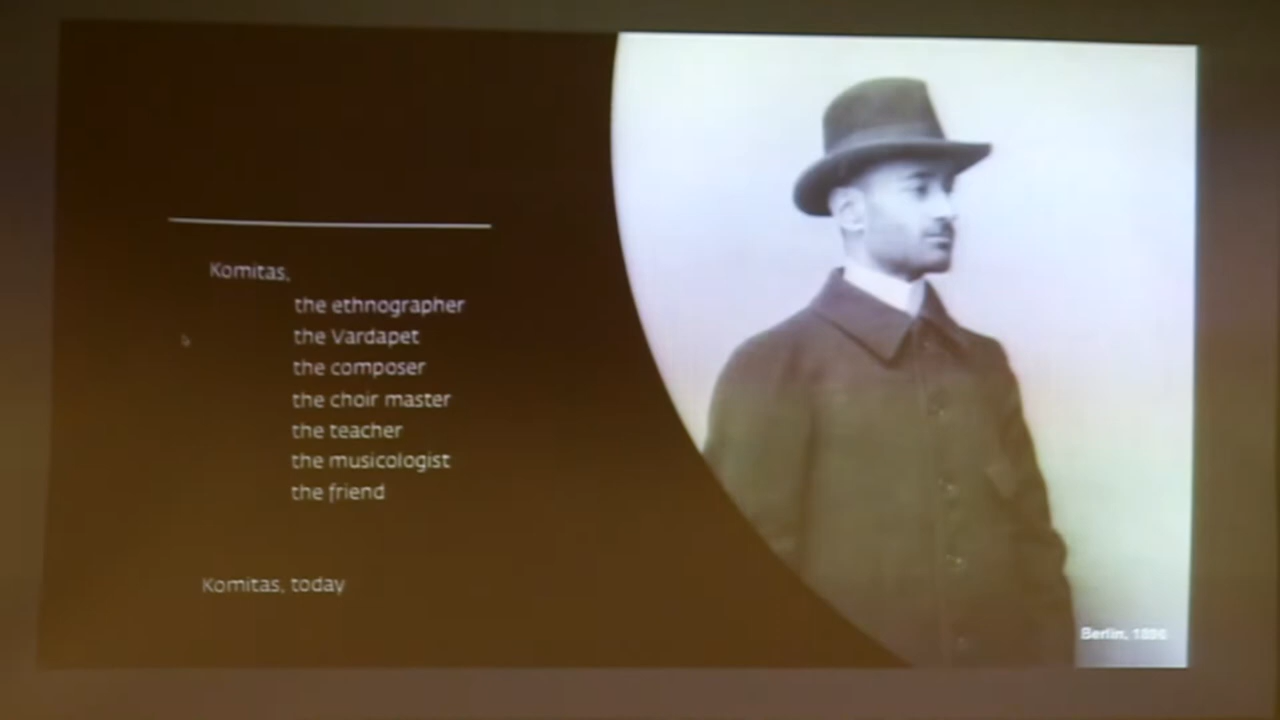 Komitas,
the ethnographer
the Vardapet
the composer
the choir master
the teacher
the musicologist
the friend
Komitas, today
Berlin,